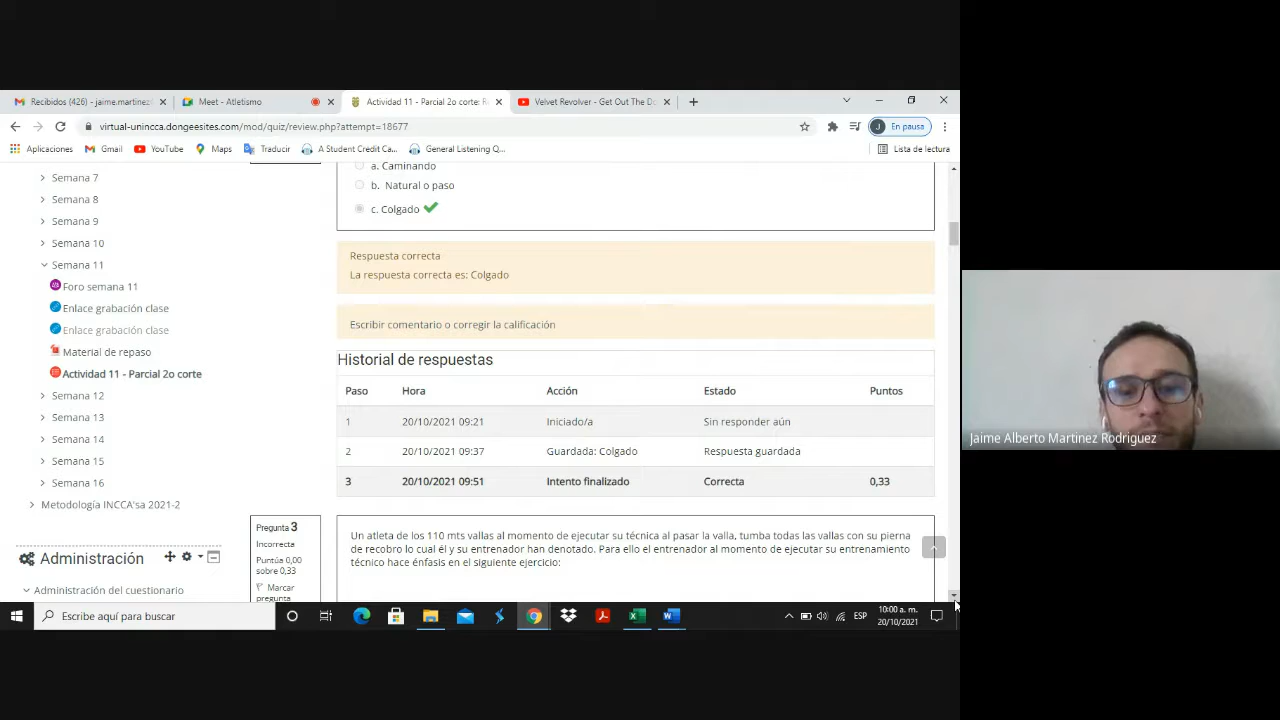 Recibidos (426) - jaime.martinez
Meet - Atletismo
Actividad 11 - Parcial 2o corte: R
Velvet Revolver - Get Out The Do
virtual-unincca.dongeesites.com/mod/quiz/review.php?attempt=18677
J
En pausa
Aplicaciones
Gmail
YouTube
Maps
Traducir
A Student Credit Ca...
General Listening Q...
Lista de lectura
Semana 7
Semana 8
Semana 9
Semana 10
Semana 11
Foro semana 11
Enlace grabación clase
Enlace grabación clase
Material de repaso
Actividad 11 - Parcial 2o corte
Semana 12
Semana 13
Semana 14
Semana 15
Semana 16
Metodología INCCA'sa 2021-2
Administración
Administración del cuestionario
a. Caminando
b. Natural o paso
c. Colgado
Respuesta correcta
La respuesta correcta es: Colgado
Escribir comentario o corregir la calificación
Historial de respuestas
Paso Hora Acción Estado Puntos
1 20/10/2021 09:21 Iniciado/a Sin responder aún
2 20/10/2021 09:37 Guardada: Colgado Respuesta guardada
3 20/10/2021 09:51 Intento finalizado Correcta 0,33
Pregunta 3
Incorrecta
Puntúa 0,00
sobre 0,33
Marcar
pregunta
Un atleta de los 110 mts vallas al momento de ejecutar su técnica al pasar la valla, tumba todas las vallas con su pierna
de recobro lo cual él y su entrenador han denotado. Para ello el entrenador al momento de ejecutar su entrenamiento
técnico hace énfasis en el siguiente ejercicio:
Escribe aquí para buscar
ESP
10:00 a. m.
20/10/2021
Jaime Alberto Martinez Rodriguez